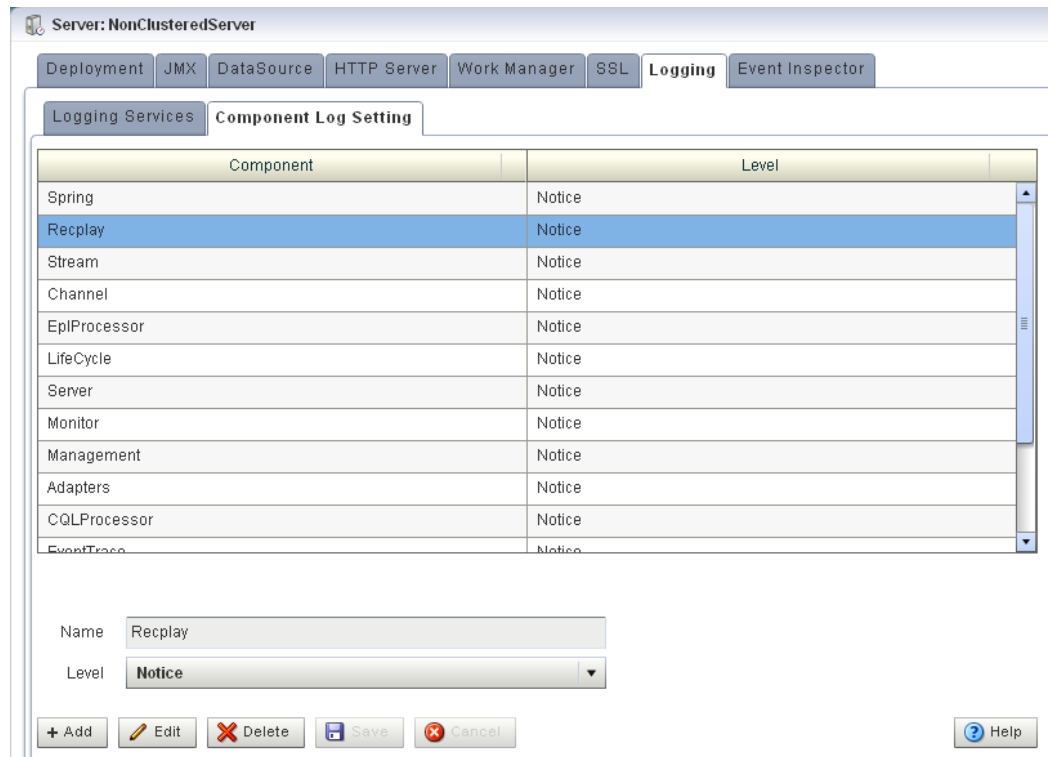 Server: NonClusteredServer
Deployment JMX DataSource HTTP Server Work Manager SSL Logging Event Inspector
Logging Services Component Log Setting
Component Level
Spring Notice
Recplay Notice
Stream Notice
Channel Notice
EplProcessor Notice
LifeCycle Notice
Server Notice
Monitor Notice
Management Notice
Adapters Notice
CQLProcessor Notice
EventTrace Notice
Name Recplay
Level Notice
+ Add Edit Delete Save Cancel Help